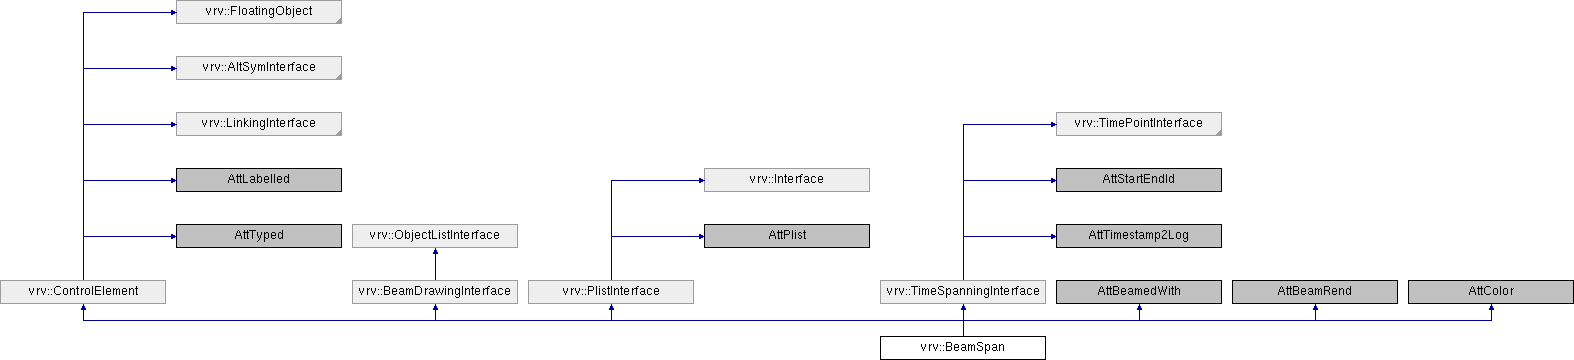 vrv::FloatingObject
vrv::AltSymInterface
vrv::LinkingInterface
vrv::TimePointInterface
AttLabelled
vrv::Interface
AttStartEndId
AttTyped
vrv::ObjectListInterface
AttPlist
AttTimestamp2Log
vrv::ControlElement
vrv::BeamDrawingInterface
vrv::PlistInterface
vrv::TimeSpanningInterface
AttBeamedWith
AttBeamRend
AttColor
vrv::BeamSpan